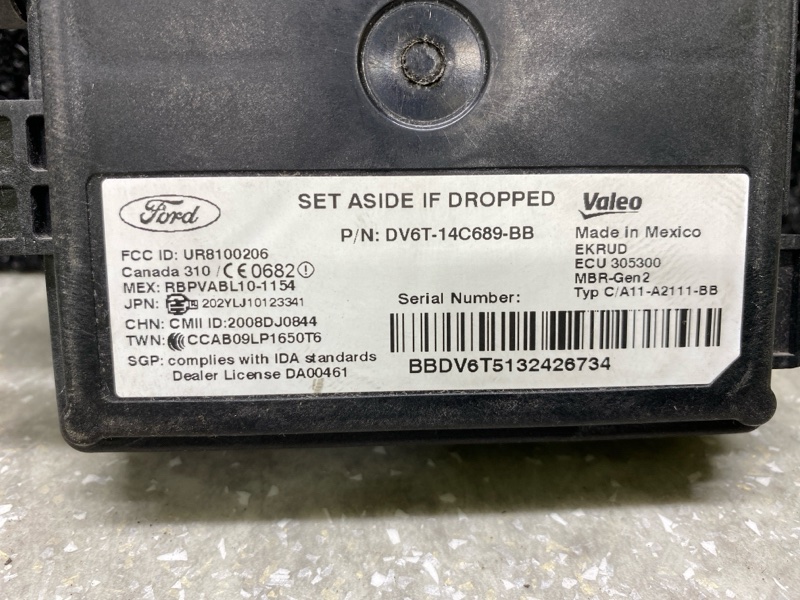 Ford
SET ASIDE IF DROPPED
Valeo
P/N: DV6T-14C689-BB
Made in Mexico
EKRUD
ECU 305300
MBR-Gen2
Typ C/A11-A2111-BB
FCC ID: UR8100206
Canada 310 / CE0682
MEX: RBPVABL10-1154
JPN: 202YLJ10123341
CHN: CMII ID:2008DJ0844
TWN: CCAB09LP1650T6
SGP: complies with IDA standards
Dealer License DA00461
Serial Number:
BBDV6T5132426734